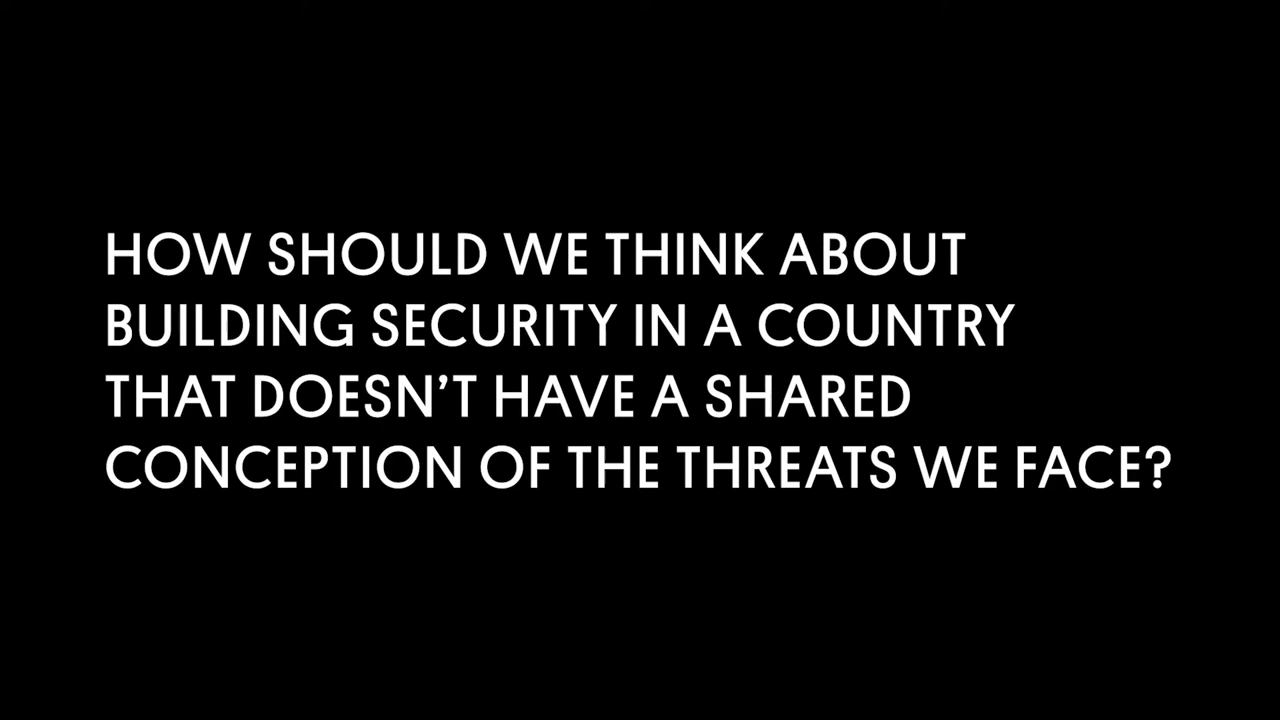 HOW SHOULD WE THINK ABOUT
BUILDING SECURITY IN A COUNTRY
THAT DOESN’T HAVE A SHARED
CONCEPTION OF THE THREATS WE FACE?